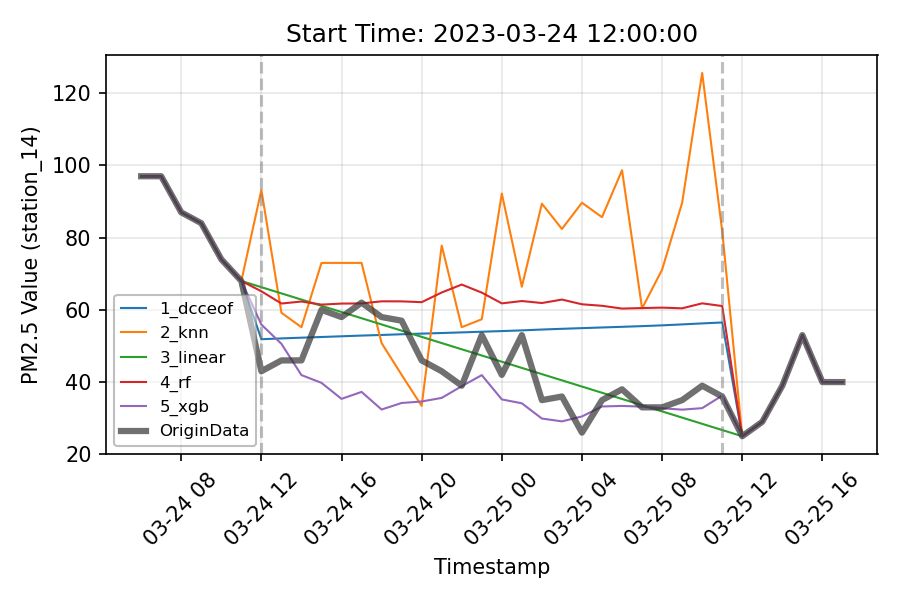 Start Time: 2023-03-24 12:00:00
PM2.5 Value (station_14)
120
100
80
60
40
20
1_dcceof
2_knn
3_linear
4_rf
5_xgb
OriginData
03-24 08
03-24 12
03-24 16
03-24 20
03-25 00
03-25 04
03-25 08
03-25 12
03-25 16
Timestamp